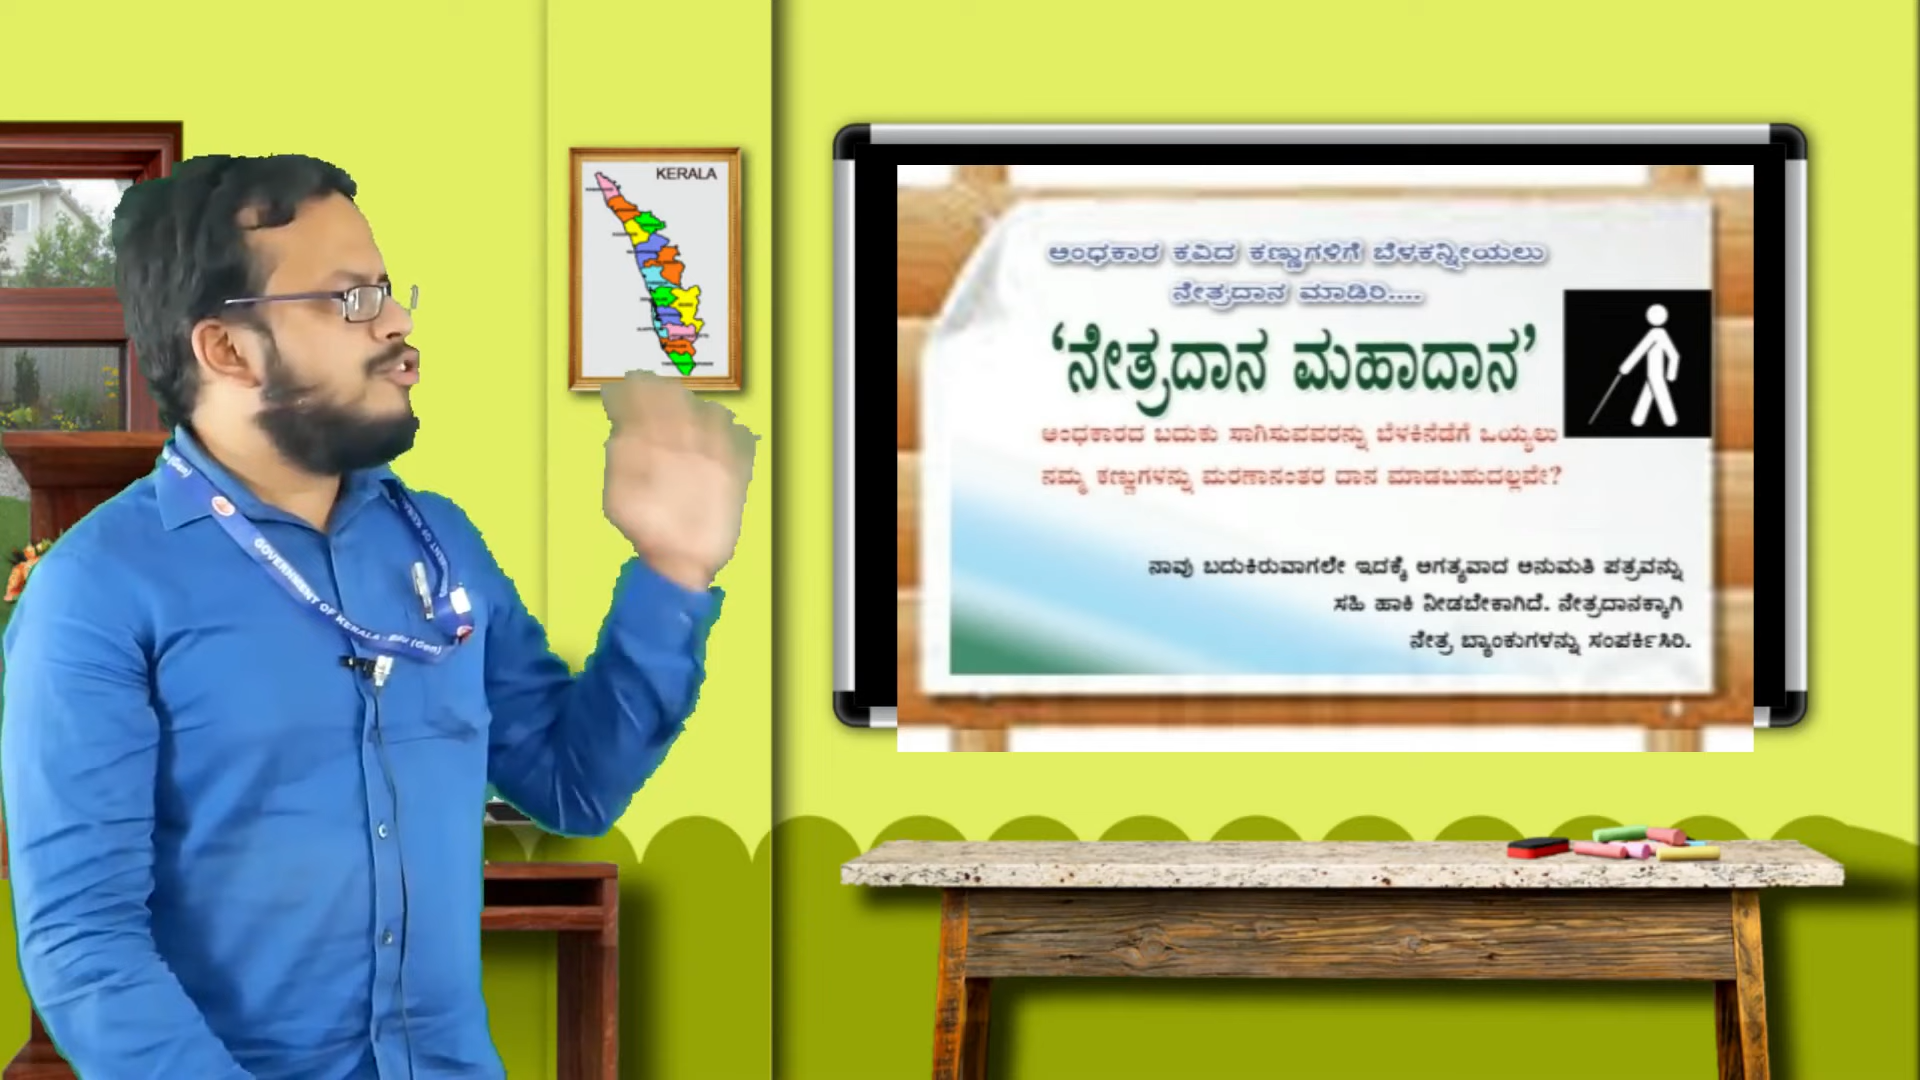 KERALA
ಅಂಧಕಾರ ಕವಿದ ಕಣ್ಣುಗಳಿಗೆ ಬೆಳಕನ್ನೀಯಲು
ನೇತ್ರದಾನ ಮಾಡಿರಿ....
‘ನೇತ್ರದಾನ ಮಹಾದಾನ’
ಅಂಧಕಾರದ ಬದುಕು ಸಾಗಿಸುವವರನ್ನು ಬೆಳಕಿನೆಡೆಗೆ ಒಯ್ಯಲು
ನಮ್ಮ ಕಣ್ಣುಗಳನ್ನು ಮರಣಾನಂತರ ದಾನ ಮಾಡಬಹುದಲ್ಲವೇ?
ನಾವು ಬದುಕಿರುವಾಗಲೇ ಇದಕ್ಕೆ ಅಗತ್ಯವಾದ ಅನುಮತಿ ಪತ್ರವನ್ನು
ಸಹಿ ಹಾಕಿ ನೀಡಬೇಕಾಗಿದೆ. ನೇತ್ರದಾನಕ್ಕಾಗಿ
ನೇತ್ರ ಬ್ಯಾಂಕುಗಳನ್ನು ಸಂಪರ್ಕಿಸಿರಿ.
GOVERNMENT OF KERALA